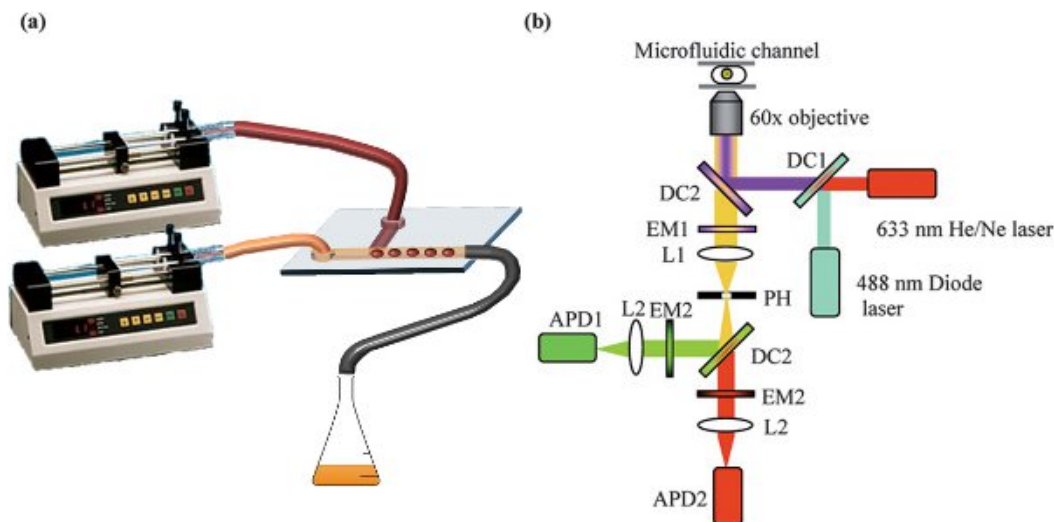 (a)
(b)
Microfluidic channel
60x objective
DC1
DC2
633 nm He/Ne laser
EM1
L1
488 nm Diode
laser
PH
APD1
L2
EM2
DC2
EM2
L2
APD2